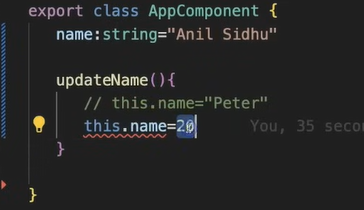 export class AppComponent {
name:string="Anil Sidhu"
updateName(){
// this.name="Peter"
this.name=20 You, 35 secon
}
}